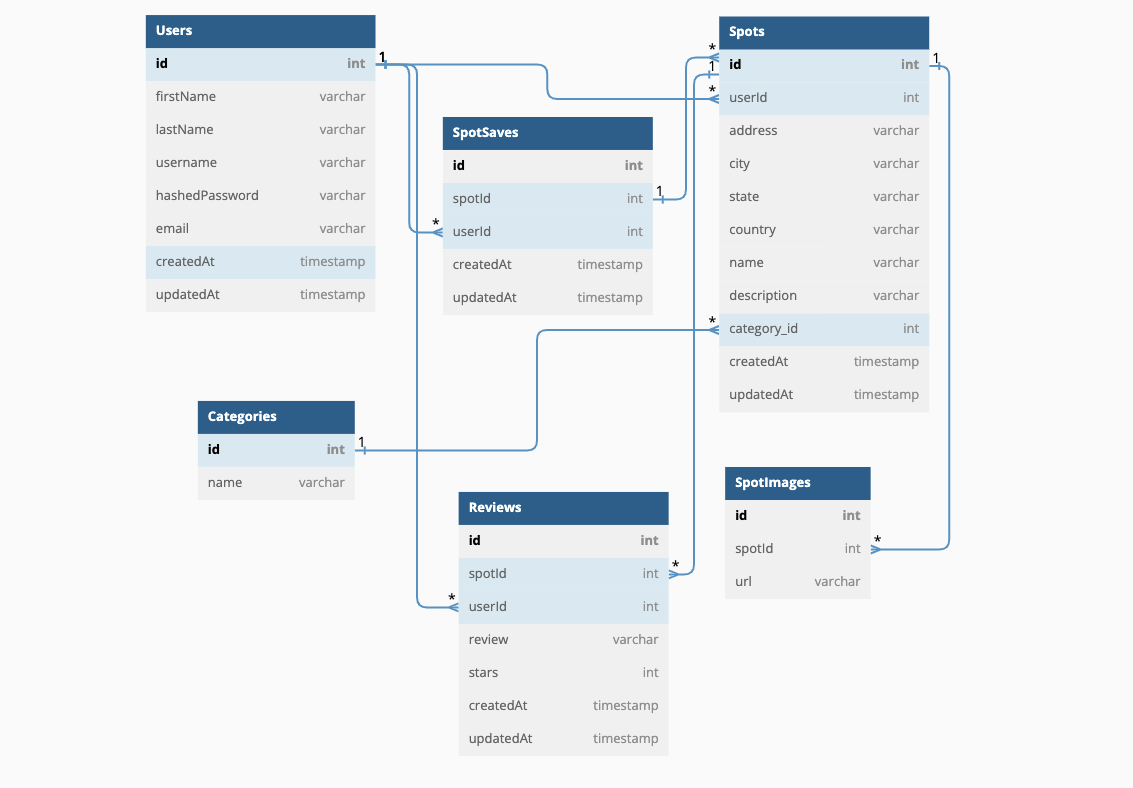 Users
id int
firstName varchar
lastName varchar
username varchar
hashedPassword varchar
email varchar
createdAt timestamp
updatedAt timestamp
1
*
1
*
1
Spots
id int
userId int
address varchar
city varchar
state varchar
country varchar
name varchar
description varchar
category_id int
createdAt timestamp
updatedAt timestamp
SpotSaves
id int
spotId int
userId int
createdAt timestamp
updatedAt timestamp
1
*
*
Categories
id int
name varchar
1
Reviews
id int
spotId int
userId int
review varchar
stars int
createdAt timestamp
updatedAt timestamp
*
*
SpotImages
id int
spotId int
url varchar
*